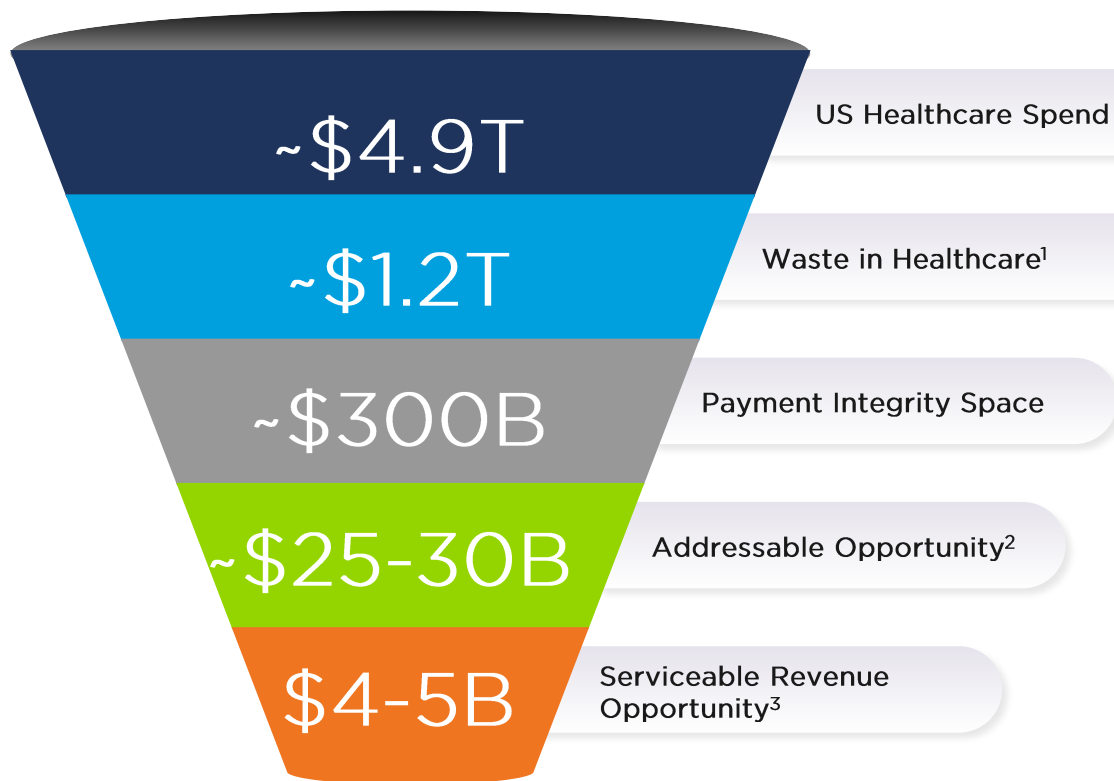 ~$4.9T
US Healthcare Spend
~$1.2T
Waste in Healthcare¹
~$300B
Payment Integrity Space
~$25-30B
Addressable Opportunity²
$4-5B
Serviceable Revenue
Opportunity³